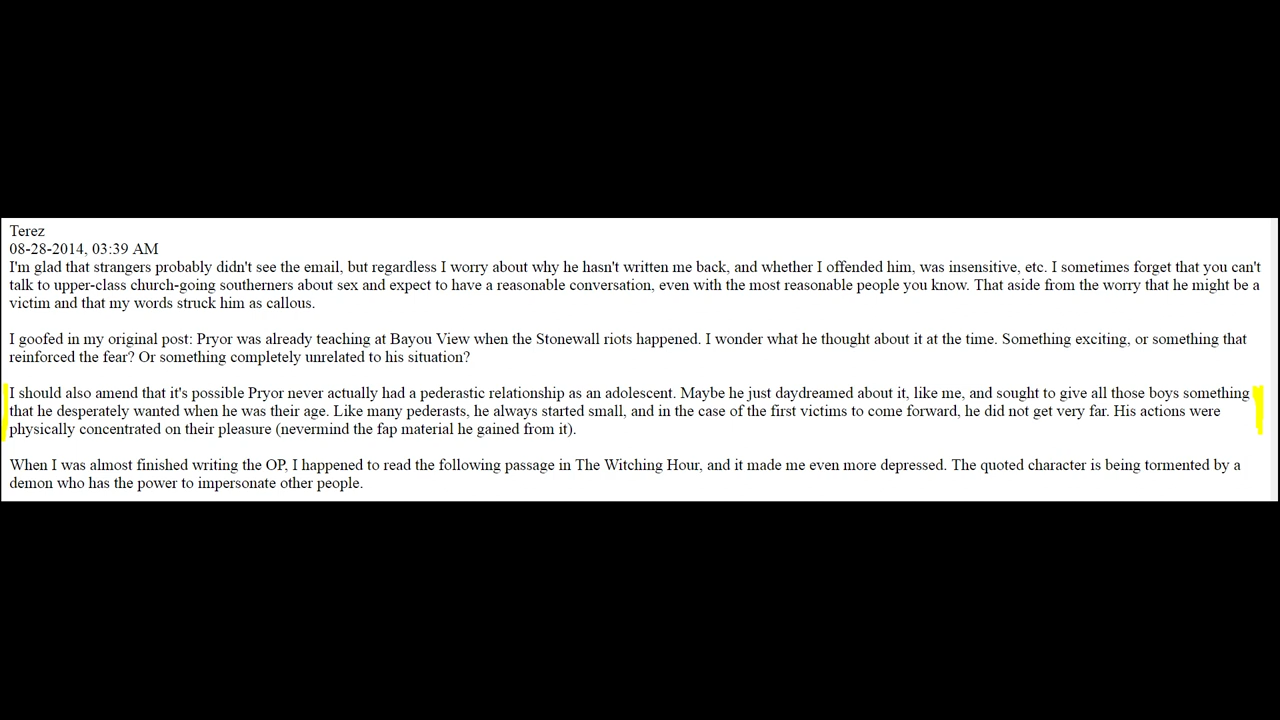 Terez
08-28-2014, 03:39 AM
I'm glad that strangers probably didn't see the email, but regardless I worry about why he hasn't written me back, and whether I offended him, was insensitive, etc. I sometimes forget that you can't
talk to upper-class church-going southerners about sex and expect to have a reasonable conversation, even with the most reasonable people you know. That aside from the worry that he might be a
victim and that my words struck him as callous.
I goofed in my original post: Pryor was already teaching at Bayou View when the Stonewall riots happened. I wonder what he thought about it at the time. Something exciting, or something that
reinforced the fear? Or something completely unrelated to his situation?
I should also amend that it's possible Pryor never actually had a pederastic relationship as an adolescent. Maybe he just daydreamed about it, like me, and sought to give all those boys something
that he desperately wanted when he was their age. Like many pederasts, he always started small, and in the case of the first victims to come forward, he did not get very far. His actions were
physically concentrated on their pleasure (nevermind the fap material he gained from it).
When I was almost finished writing the OP, I happened to read the following passage in The Witching Hour, and it made me even more depressed. The quoted character is being tormented by a
demon who has the power to impersonate other people.